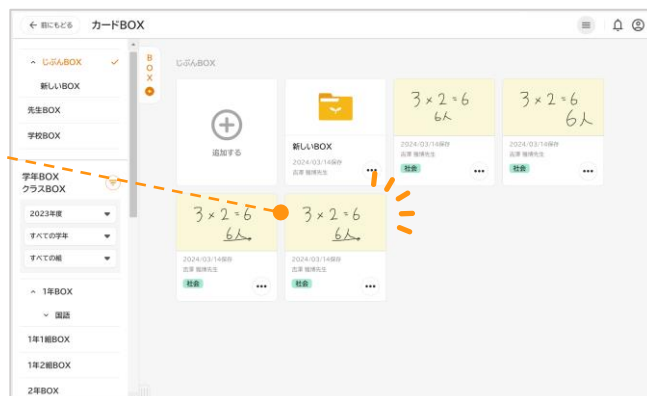 ← 前にもどる カードBOX
じぶんBOX
新しいBOX
先生BOX
学校BOX
学年BOX
クラスBOX
2023年度
すべての学年
すべての組
1年BOX
国語
1年1組BOX
1年2組BOX
2年BOX
BOX
じぶんBOX
追加する
新しいBOX
2024/03/14保存
3×2=6
6人
2024/03/14保存
社会
3×2=6
6人
2024/03/14保存
社会
3×2=6
6人
2024/03/14保存
社会
3×2=6
6人
2024/03/14保存
社会